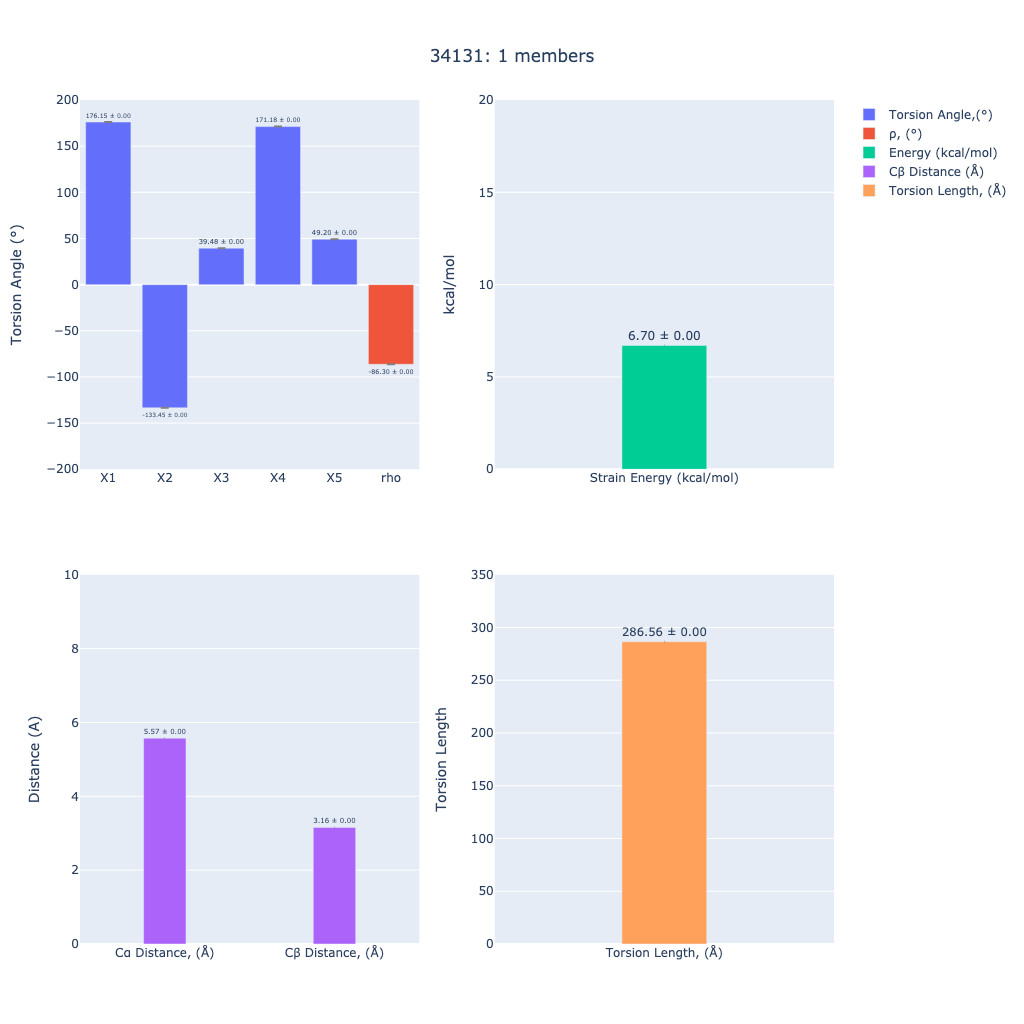 34131: 1 members
Torsion Angle (°)
200
150
100
50
0
−50
−100
−150
−200
176.15 ± 0.00
-133.45 ± 0.00
39.48 ± 0.00
171.18 ± 0.00
49.20 ± 0.00
-86.30 ± 0.00
X1 X2 X3 X4 X5 rho
kcal/mol
20
15
10
5
0
6.70 ± 0.00
Strain Energy (kcal/mol)
Torsion Angle,(°)
ρ, (°)
Energy (kcal/mol)
Cβ Distance (Å)
Torsion Length, (Å)
Distance (A)
10
8
6
4
2
0
5.57 ± 0.00
3.16 ± 0.00
Cα Distance, (Å) Cβ Distance, (Å)
Torsion Length
350
300
250
200
150
100
50
0
286.56 ± 0.00
Torsion Length, (Å)